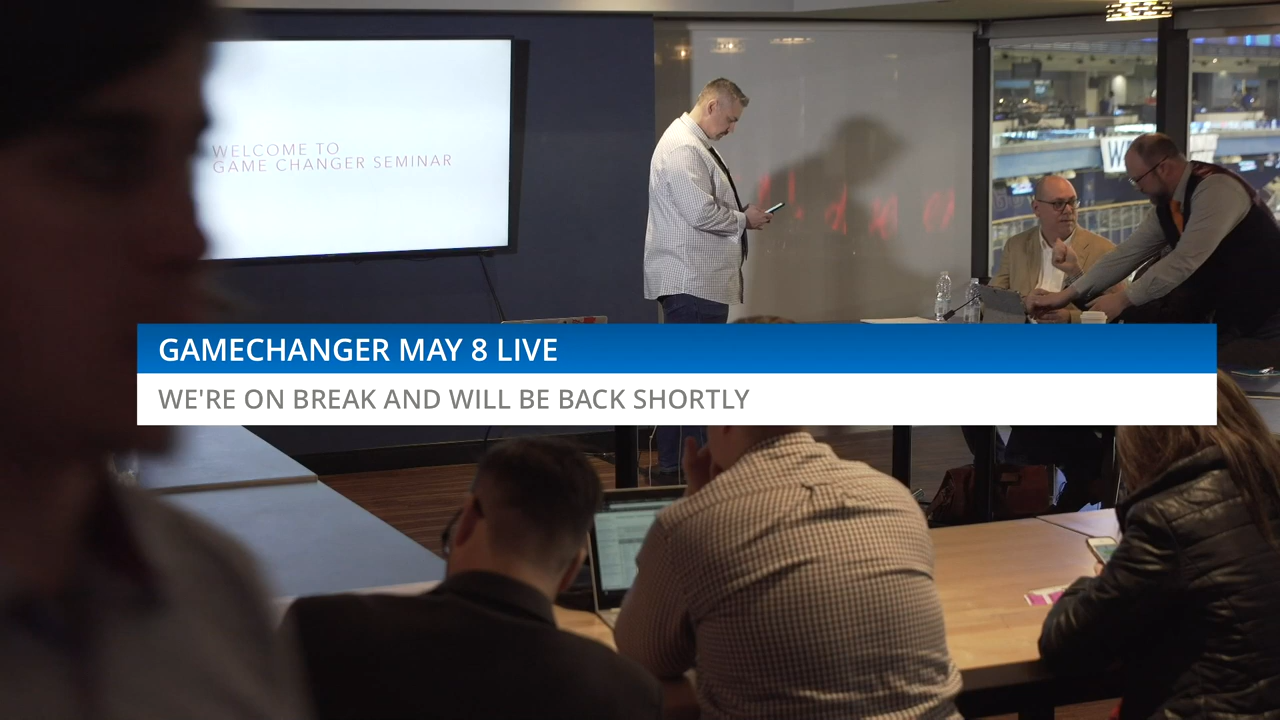 WELCOME TO
GAME CHANGER SEMINAR
GAMECHANGER MAY 8 LIVE
WE'RE ON BREAK AND WILL BE BACK SHORTLY